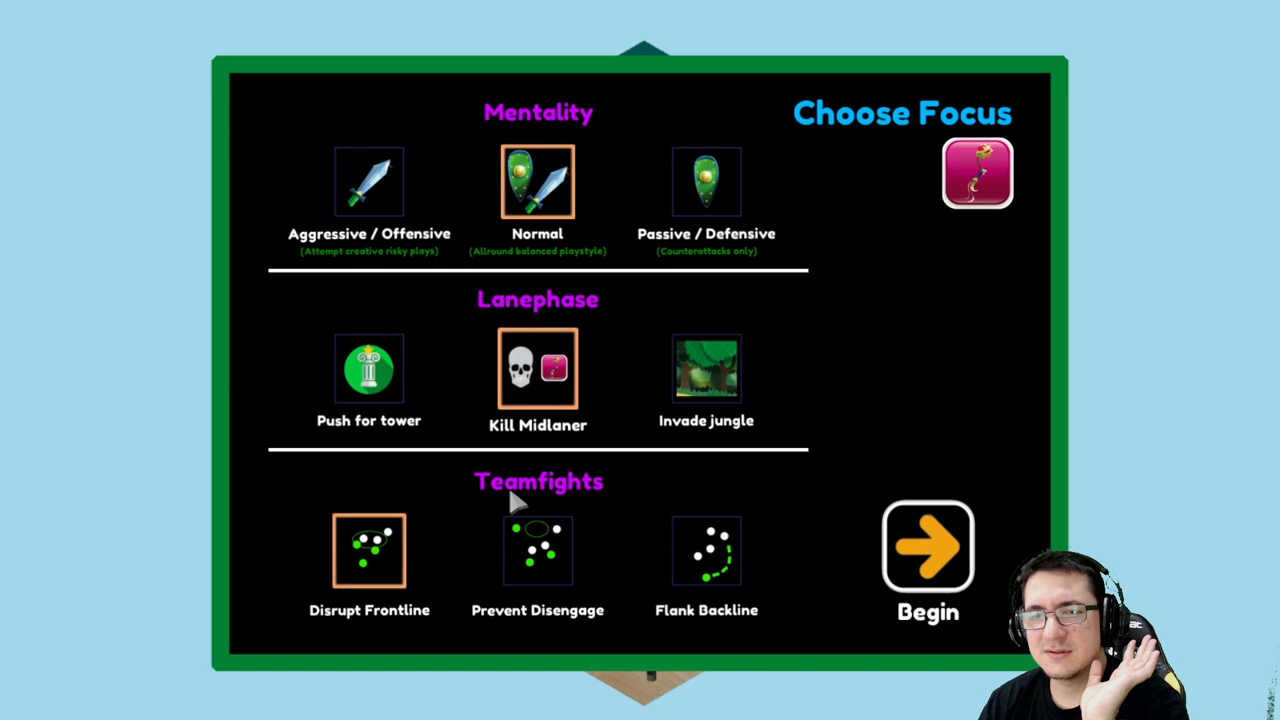 Choose Focus
Mentality
Aggressive / Offensive
(Attempt creative risky plays)
Normal
(Allround balanced playstyle)
Passive / Defensive
(Counterattacks only)
Lanephase
Push for tower
Kill Midlaner
Invade jungle
Teamfights
Disrupt Frontline
Prevent Disengage
Flank Backline
Begin